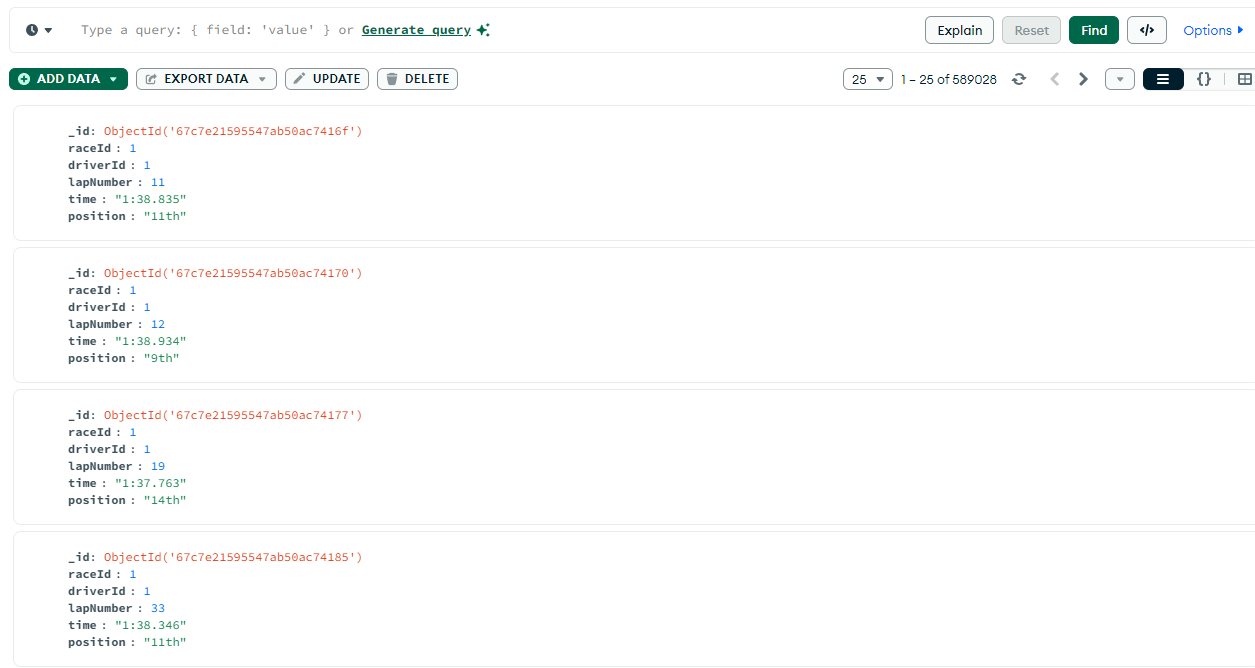 Type a query: { field: 'value' } or Generate query
Explain Reset Find </> Options
ADD DATA EXPORT DATA UPDATE DELETE 25 1 – 25 of 589028 {}
_id: ObjectId('67c7e21595547ab50ac7416f')
raceId : 1
driverId : 1
lapNumber : 11
time : "1:38.835"
position : "11th"
_id: ObjectId('67c7e21595547ab50ac74170')
raceId : 1
driverId : 1
lapNumber : 12
time : "1:38.934"
position : "9th"
_id: ObjectId('67c7e21595547ab50ac74177')
raceId : 1
driverId : 1
lapNumber : 19
time : "1:37.763"
position : "14th"
_id: ObjectId('67c7e21595547ab50ac74185')
raceId : 1
driverId : 1
lapNumber : 33
time : "1:38.346"
position : "11th"